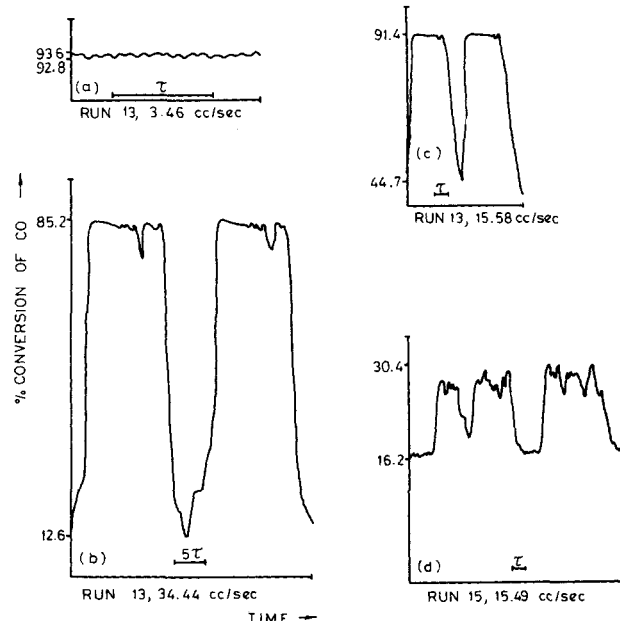 93.6
92.8
(a)
τ
RUN 13, 3.46 cc/sec
91.4
(c)
44.7
τ
RUN 13, 15.58 cc/sec
% CONVERSION OF CO →
85.2
12.6
(b)
5τ
RUN 13, 34.44 cc/sec
TIME →
30.4
16.2
(d)
τ
RUN 15, 15.49 cc/sec